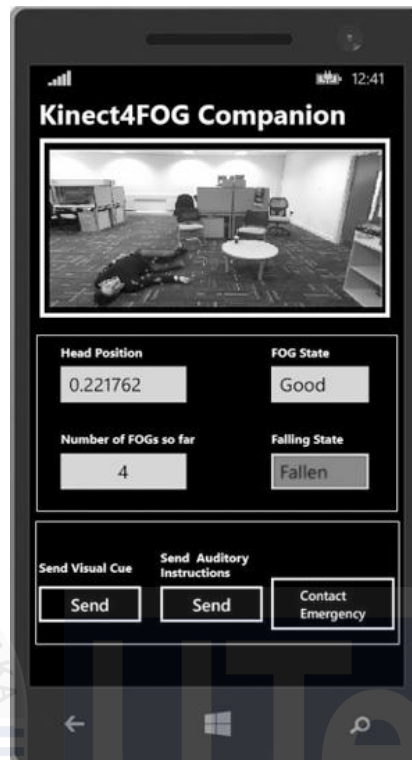 12:41
Kinect4FOG Companion
Head Position
FOG State
0.221762
Good
Number of FOGs so far
Falling State
4
Fallen
Send Visual Cue
Send Auditory
Instructions
Send
Send
Contact
Emergency